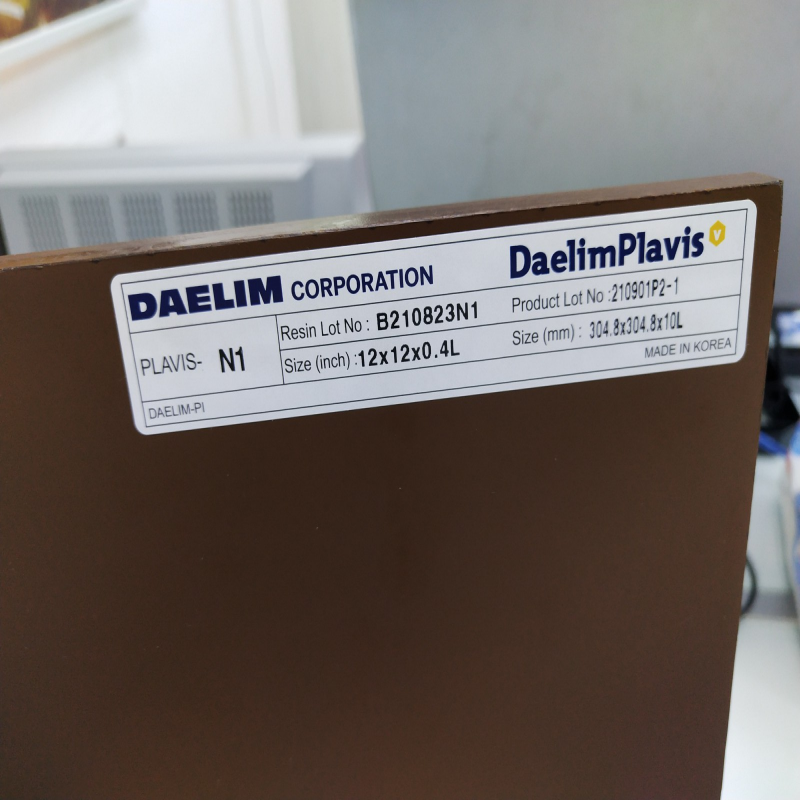 DAELIM CORPORATION
DaelimPlavis V
PLAVIS- N1
Resin Lot No : B210823N1
Product Lot No :210901P2-1
Size (inch) :12x12x0.4L
Size (mm) : 304.8x304.8x10L
DAELIM-PI
MADE IN KOREA